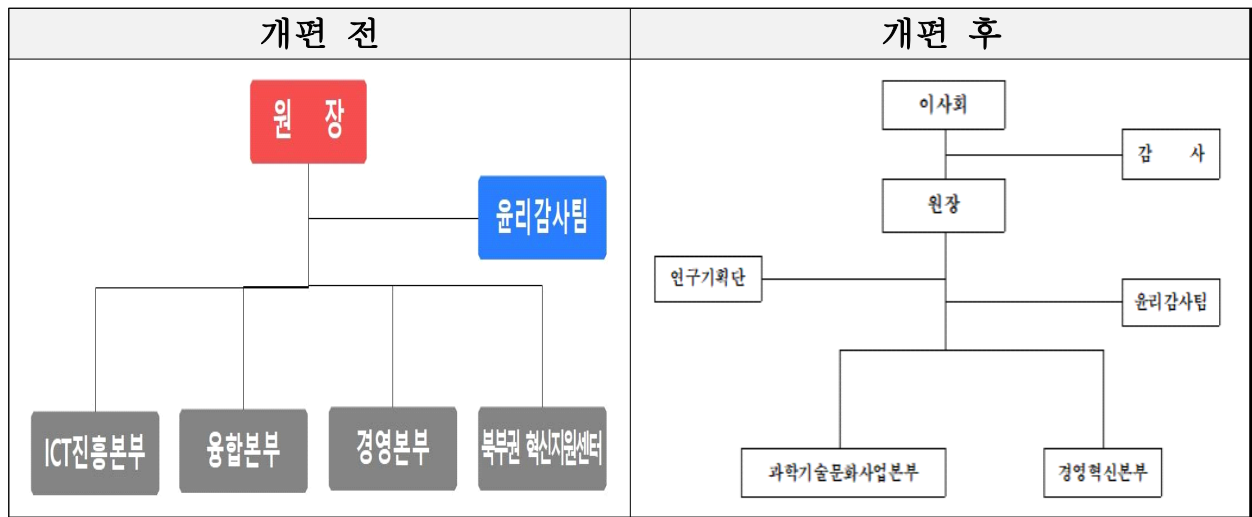 개편 전
개편 후
원 장
윤리감사팀
ICT진흥본부
융합본부
경영본부
북부권 혁신지원센터
이사회
감 사
원장
연구기획단
윤리감사팀
과학기술문화사업본부
경영혁신본부